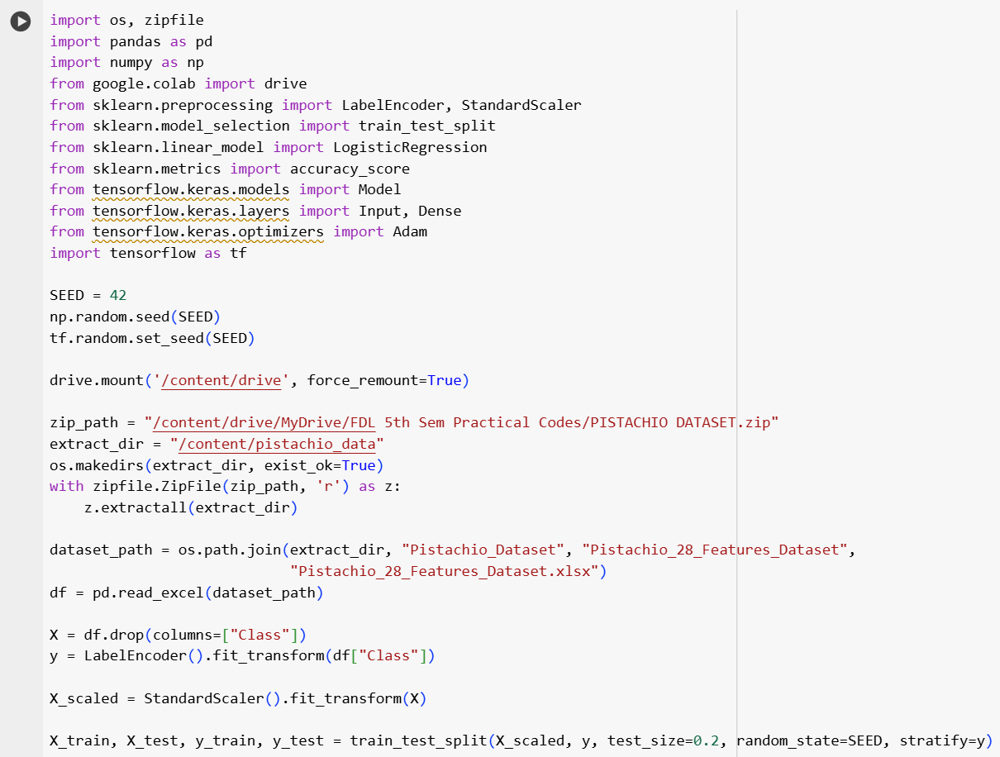 import os, zipfile
import pandas as pd
import numpy as np
from google.colab import drive
from sklearn.preprocessing import LabelEncoder, StandardScaler
from sklearn.model_selection import train_test_split
from sklearn.linear_model import LogisticRegression
from sklearn.metrics import accuracy_score
from tensorflow.keras.models import Model
from tensorflow.keras.layers import Input, Dense
from tensorflow.keras.optimizers import Adam
import tensorflow as tf

SEED = 42
np.random.seed(SEED)
tf.random.set_seed(SEED)

drive.mount('/content/drive', force_remount=True)

zip_path = "/content/drive/MyDrive/FDL 5th Sem Practical Codes/PISTACHIO DATASET.zip"
extract_dir = "/content/pistachio_data"
os.makedirs(extract_dir, exist_ok=True)
with zipfile.ZipFile(zip_path, 'r') as z:
    z.extractall(extract_dir)

dataset_path = os.path.join(extract_dir, "Pistachio_Dataset", "Pistachio_28_Features_Dataset",
                            "Pistachio_28_Features_Dataset.xlsx")
df = pd.read_excel(dataset_path)

X = df.drop(columns=["Class"])
y = LabelEncoder().fit_transform(df["Class"])

X_scaled = StandardScaler().fit_transform(X)

X_train, X_test, y_train, y_test = train_test_split(X_scaled, y, test_size=0.2, random_state=SEED, stratify=y)